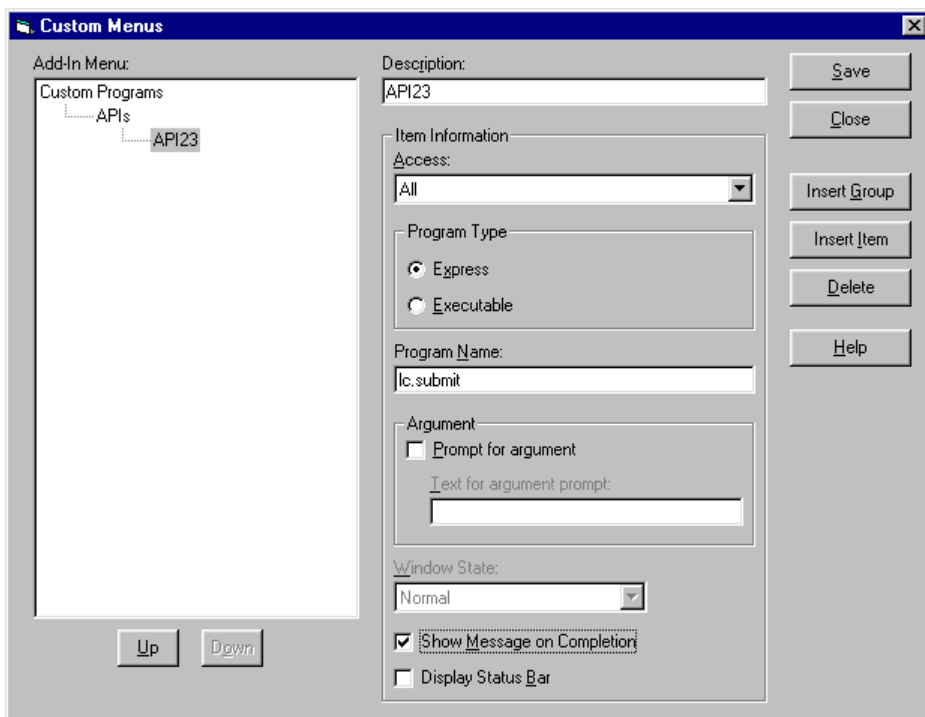 Custom Menus
Add-In Menu:
Custom Programs
APIs
API23
Up
Down
Description:
API23
Item Information
Access:
All
Program Type
Express
Executable
Program Name:
lc.submit
Argument
Prompt for argument
Text for argument prompt:
Window State:
Normal
Show Message on Completion
Display Status Bar
Save
Close
Insert Group
Insert Item
Delete
Help